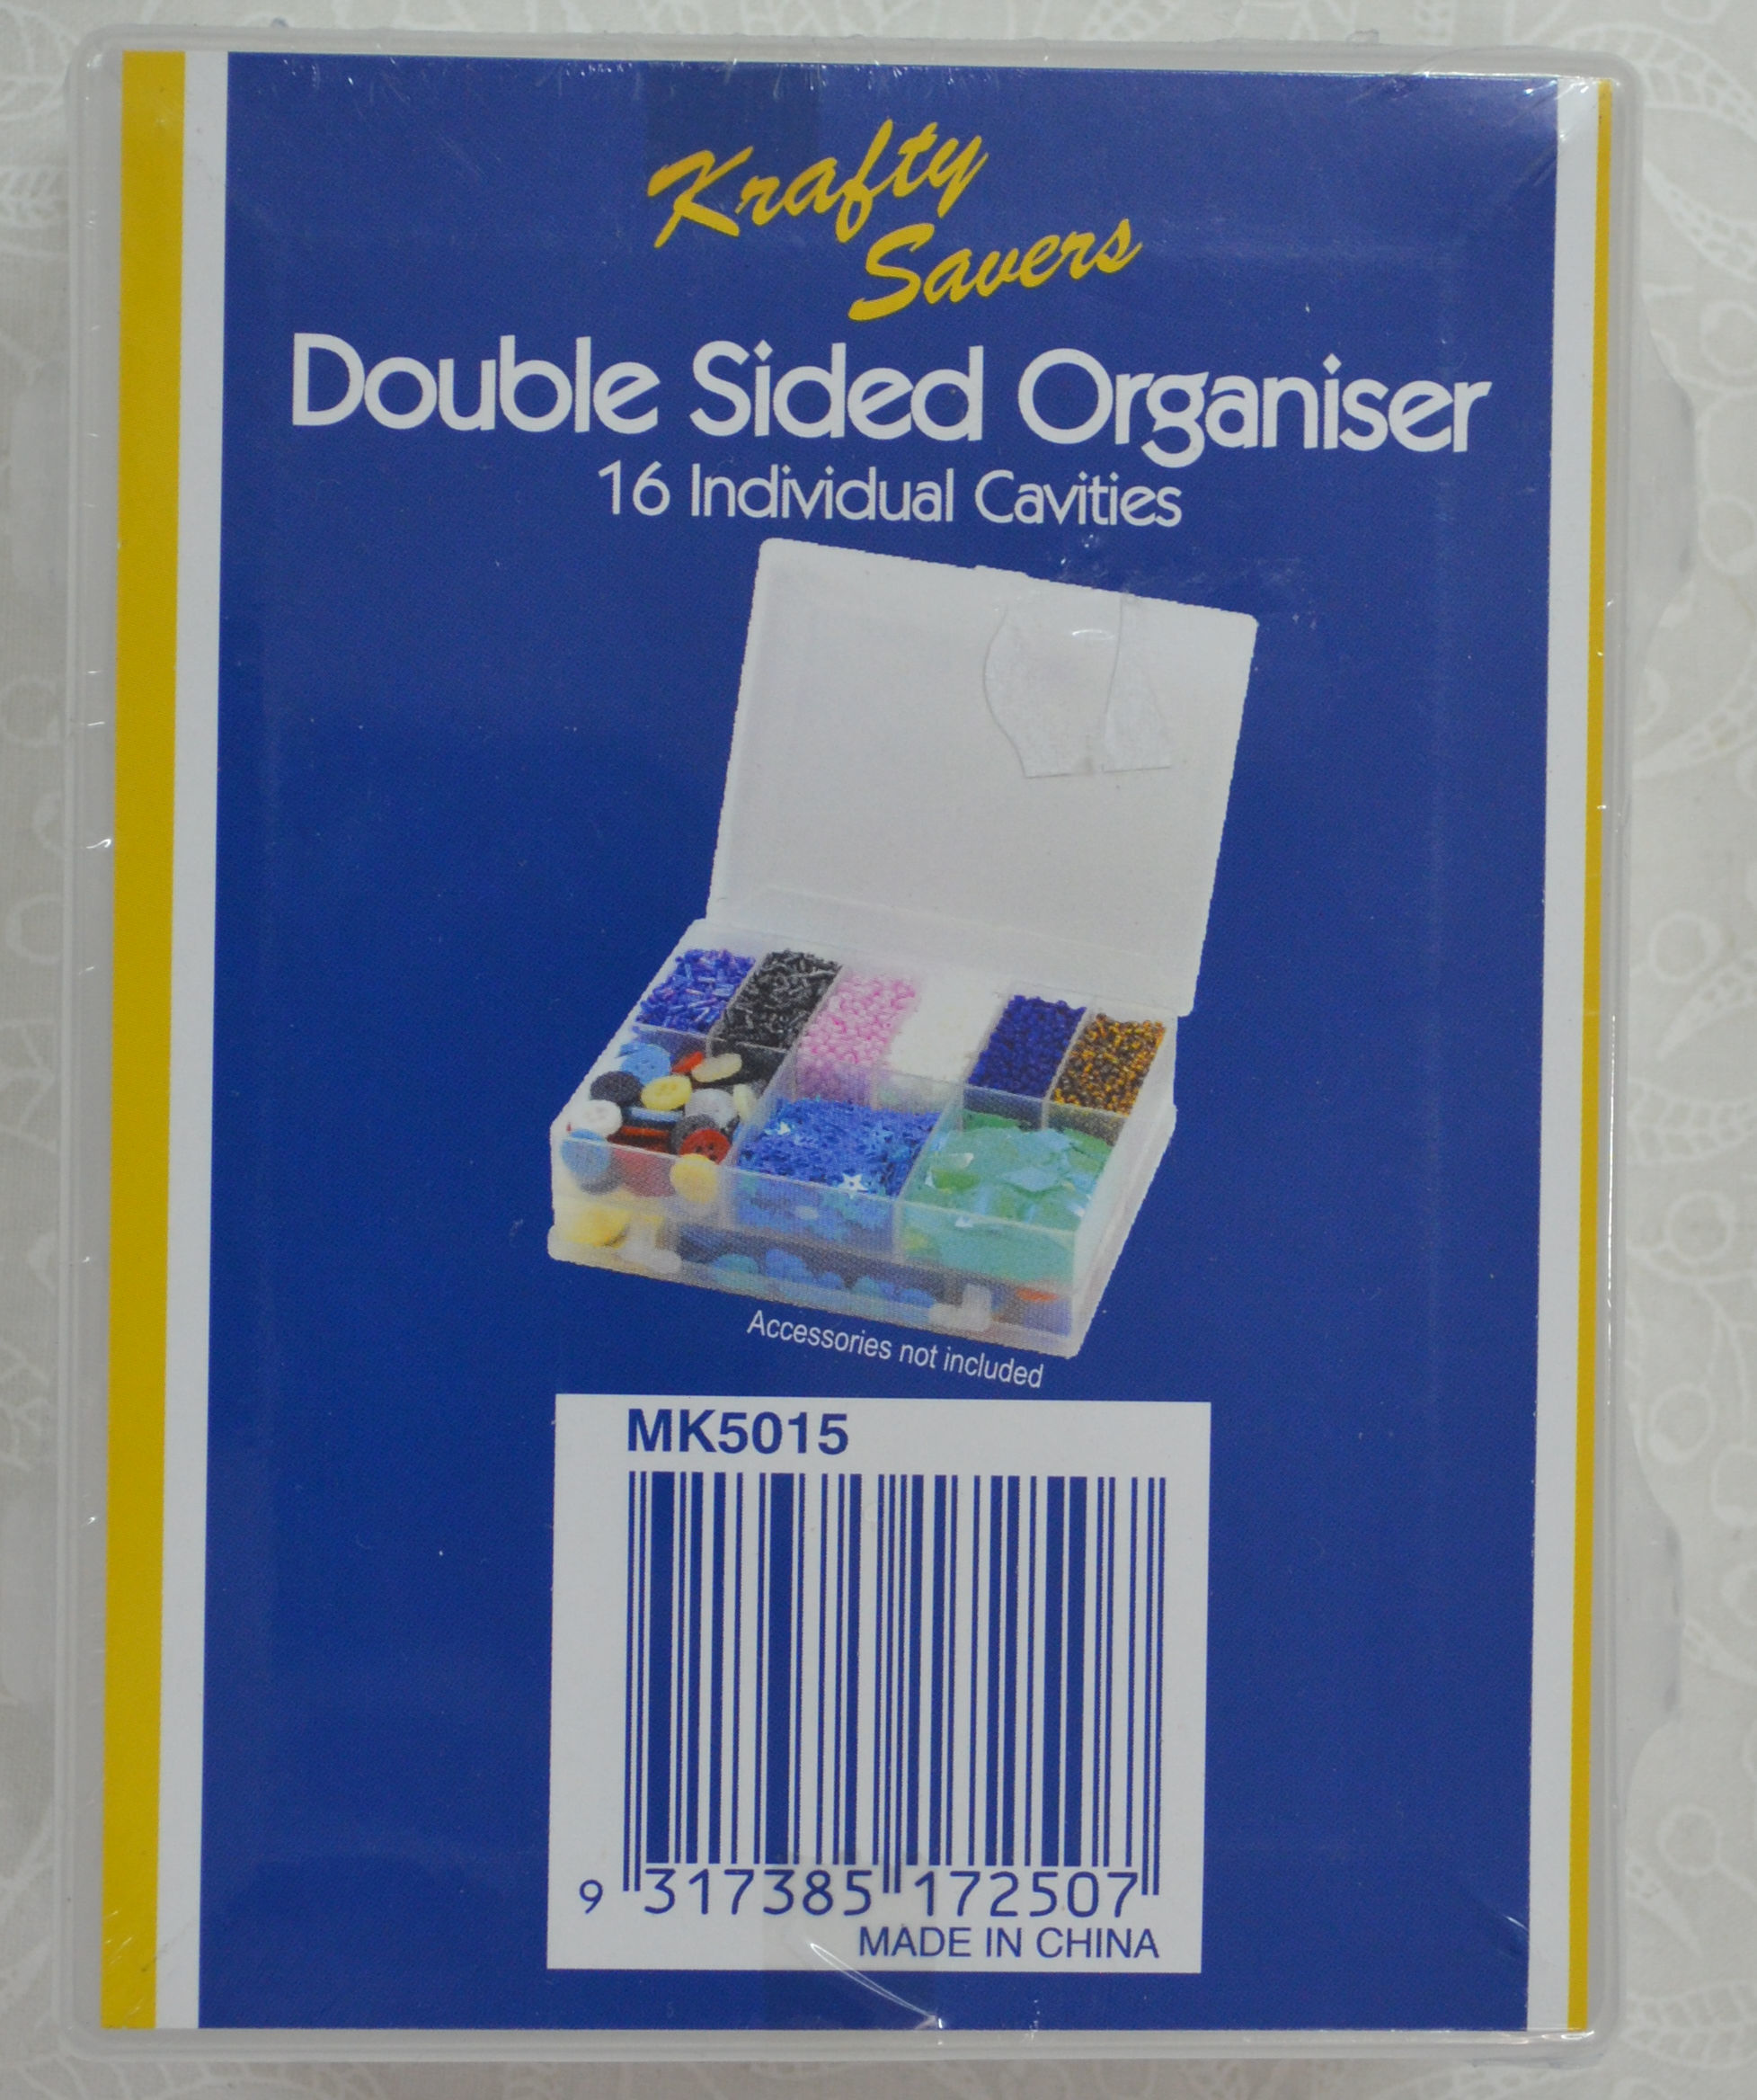 Krafty
Savers
Double Sided Organiser
16 Individual Cavities
Accessories not included
MK5015
9 317385 172507
MADE IN CHINA